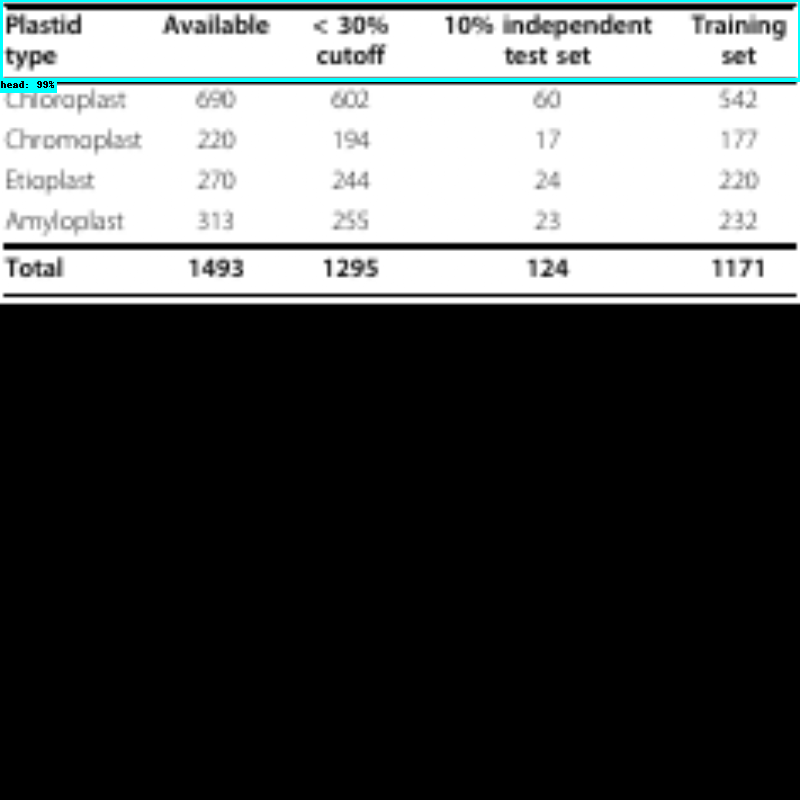 Plastid type Available < 30% cutoff 10% independent test set Training set
head: 99%
Chloroplast 690 602 60 542
Chromoplast 220 194 17 177
Etioplast 270 244 24 220
Amyloplast 313 255 23 232
Total 1493 1295 124 1171